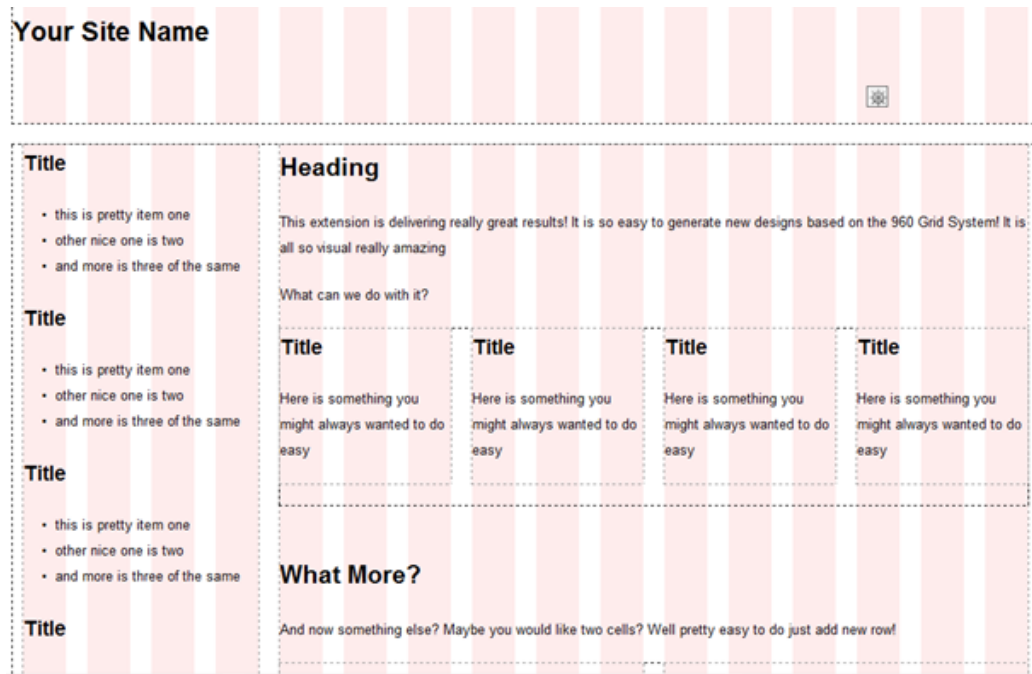 Your Site Name
Title
• this is pretty item one
• other nice one is two
• and more is three of the same
Title
• this is pretty item one
• other nice one is two
• and more is three of the same
Title
• this is pretty item one
• other nice one is two
• and more is three of the same
Title
Heading
This extension is delivering really great results! It is so easy to generate new designs based on the 960 Grid System! It is
all so visual really amazing
What can we do with it?
Title
Here is something you
might always wanted to do
easy
Title
Here is something you
might always wanted to do
easy
Title
Here is something you
might always wanted to do
easy
Title
Here is something you
might always wanted to do
easy
What More?
And now something else? Maybe you would like two cells? Well pretty easy to do just add new row!